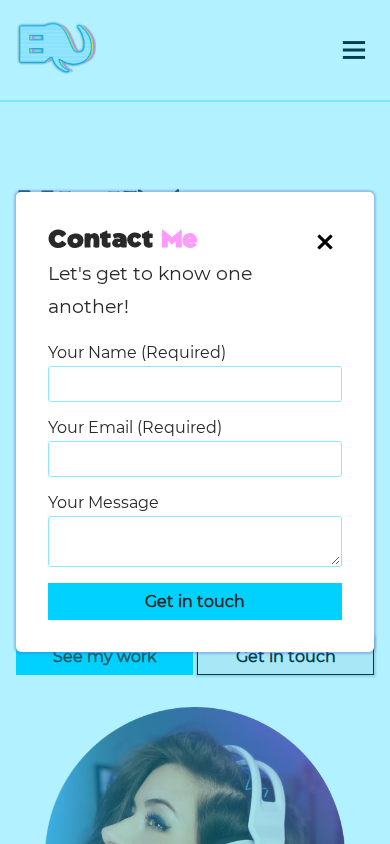 Contact Me
Let's get to know one
another!
Your Name (Required)
Your Email (Required)
Your Message
Get in touch
See my work
Get in touch